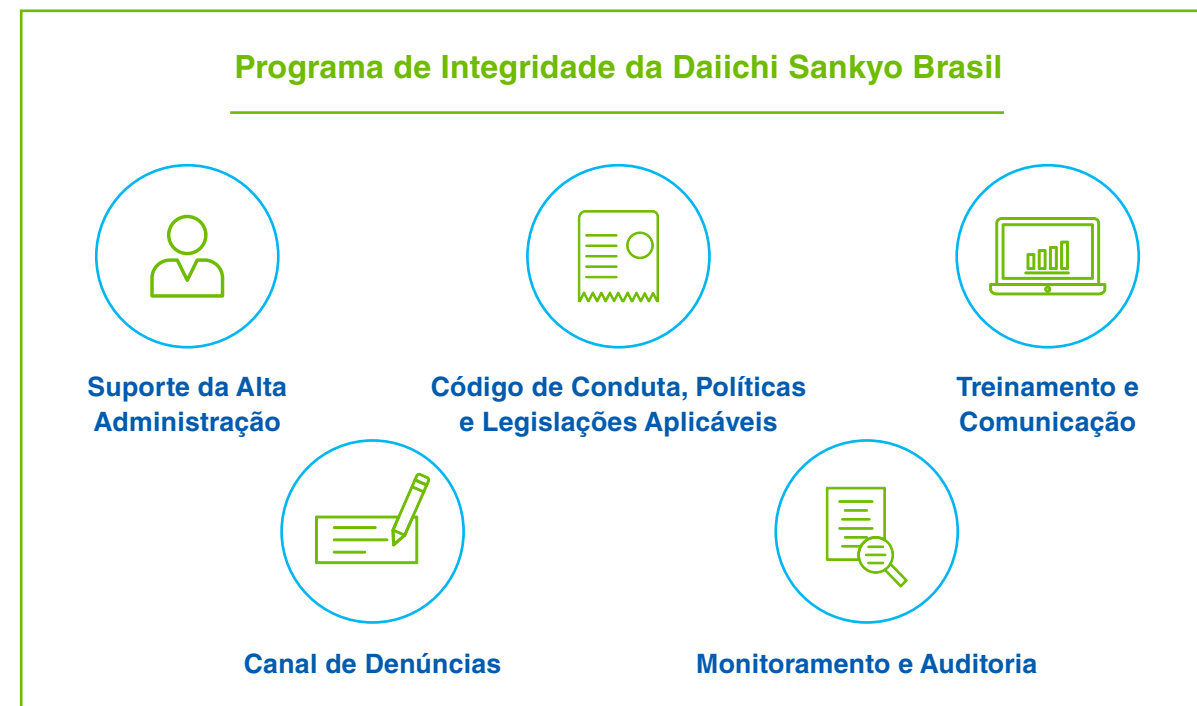 Programa de Integridade da Daiichi Sankyo Brasil
Suporte da Alta
Administração
Código de Conduta, Políticas
e Legislações Aplicáveis
Treinamento e
Comunicação
Canal de Denúncias
Monitoramento e Auditoria